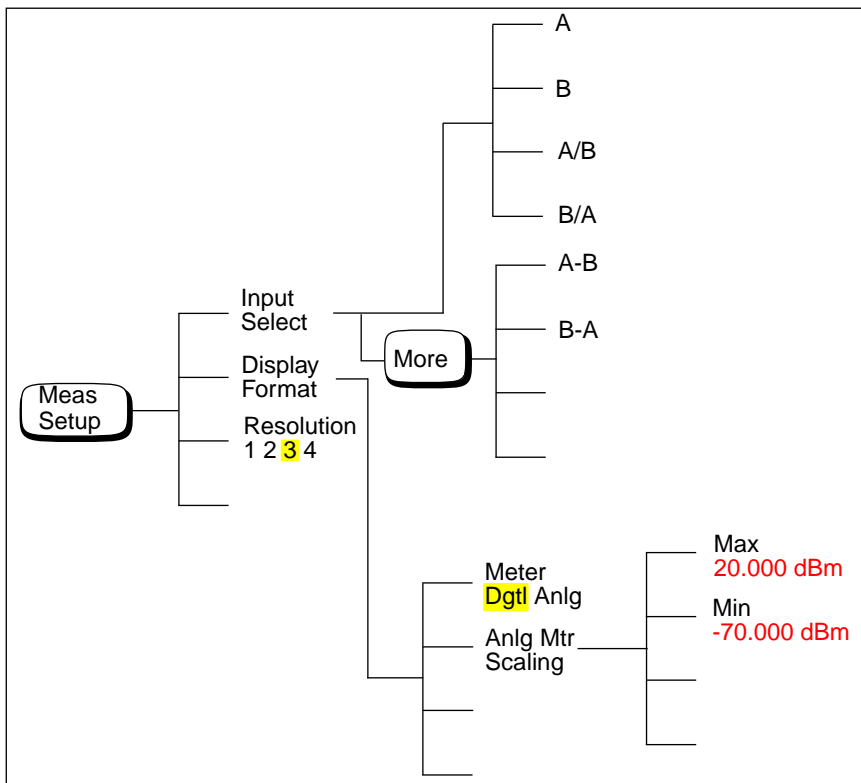 A
B
A/B
B/A
A-B
B-A
Input
Select
More
Display
Format
Meas
Setup
Resolution
1 2 3 4
Meter
Dgtl Anlg
Anlg Mtr
Scaling
Max
20.000 dBm
Min
-70.000 dBm